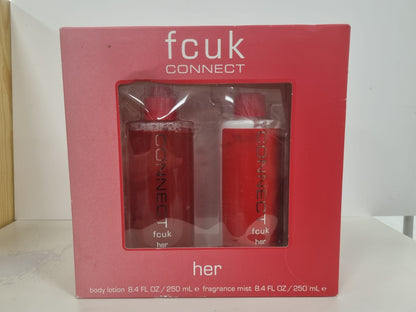 fcuk
CONNECT
CONNECT
fcuk
her
CONNECT
fcuk
her
her
body lotion 8.4 FL OZ / 250 mL e fragrance mist 8.4 FL OZ / 250 mL e